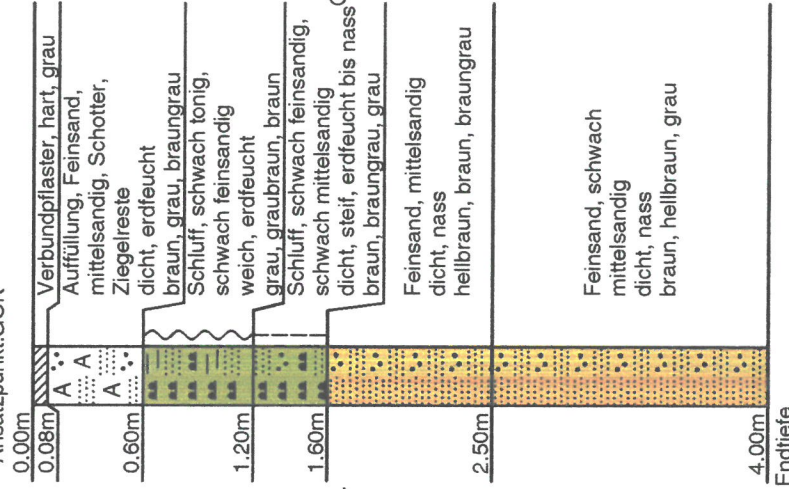 Ansatzpunkt:GOK
0.00m
0.08m
Verbundpflaster, hart, grau
Auffüllung, Feinsand,
mittelsandig, Schotter,
Ziegelreste
dicht, erdfeucht
braun, grau, braungrau
A
A
A
A
0.60m
Schluff, schwach tonig,
schwach feinsandig
weich, erdfeucht
grau, graubraun, braun
1.20m
Schluff, schwach feinsandig,
schwach mittelsandig
dicht, steif, erdfeucht bis nass
braun, braungrau, grau
1.60m
Feinsand, mittelsandig
dicht, nass
hellbraun, braun, braungrau
2.50m
Feinsand, schwach
mittelsandig
dicht, nass
braun, hellbraun, grau
4.00m
Endtiefe